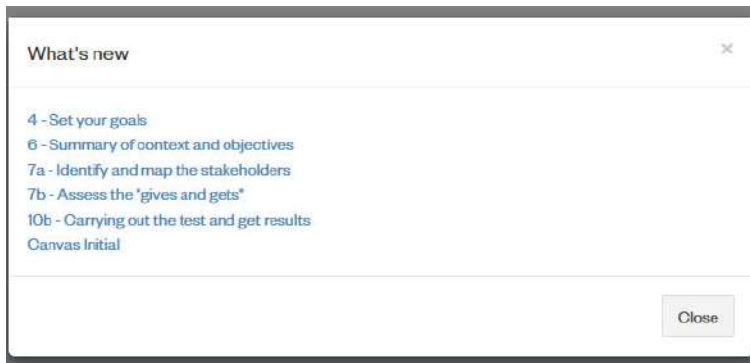 What's new
×
4 - Set your goals
6 - Summary of context and objectives
7a - Identify and map the stakeholders
7b - Assess the "gives and gets"
10b - Carrying out the test and get results
Canvas Initial
Close